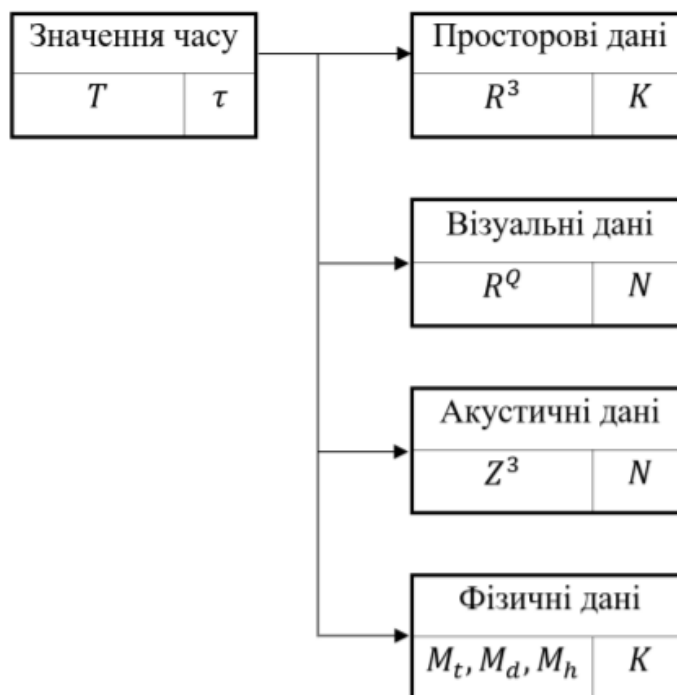 Значення часу
T τ
Просторові дані
R³ K
Візуальні дані
R^Q N
Акустичні дані
Z³ N
Фізичні дані
M_t, M_d, M_h K